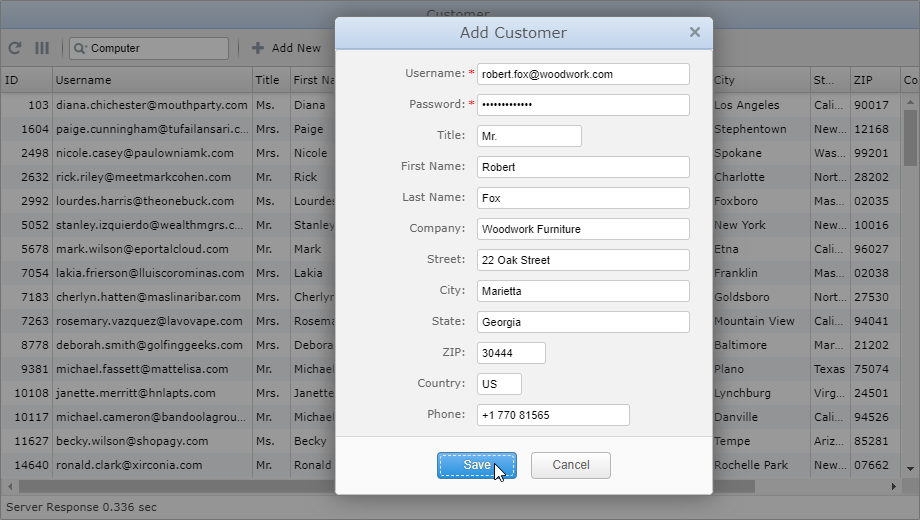 Customer
Computer
Add New
ID Username Title First Na City St... ZIP Co
103 diana.chichester@mouthparty.com Ms. Diana Los Angeles Cali... 90017
1604 paige.cunningham@tufailansari.c... Mrs. Paige Stephentown New... 12168
2498 nicole.casey@paulowniamk.com Mrs. Nicole Spokane Was... 99201
2632 rick.riley@meetmarkcohen.com Mr. Rick Charlotte Nort... 28202
2992 lourdes.harris@theonebuck.com Ms. Lourdes Foxboro Mas... 02035
5052 stanley.izquierdo@wealthmgrs.c... Mr. Stanley New York New... 10016
5678 mark.wilson@eportalcloud.com Mr. Mark Etna Cali... 96027
7054 lakia.frierson@lluiscorominas.com Mrs. Lakia Franklin Mas... 02038
7183 cherlyn.hatten@maslinaribar.com Mrs. Cherlyn Goldsboro Nort... 27530
7263 rosemary.vazquez@lavovape.com Mrs. Rosema Mountain View Cali... 94041
8778 deborah.smith@golfinggeeks.com Mrs. Debora Baltimore Mar... 21202
9381 michael.fassett@mattelisa.com Mr. Michael Plano Texas 75074
10108 janette.merritt@hnlapts.com Mrs. Janette Lynchburg Virg... 24501
10117 michael.cameron@bandoolagrou... Mr. Michael Danville Cali... 94526
11627 becky.wilson@shopagy.com Ms. Becky Tempe Ariz... 85281
14640 ronald.clark@xirconia.com Mr. Ronald Rochelle Park New... 07662
Server Response 0.336 sec
Add Customer
Username: * robert.fox@woodwork.com
Password: * •••••••••••••
Title: Mr.
First Name: Robert
Last Name: Fox
Company: Woodwork Furniture
Street: 22 Oak Street
City: Marietta
State: Georgia
ZIP: 30444
Country: US
Phone: +1 770 81565
Save Cancel